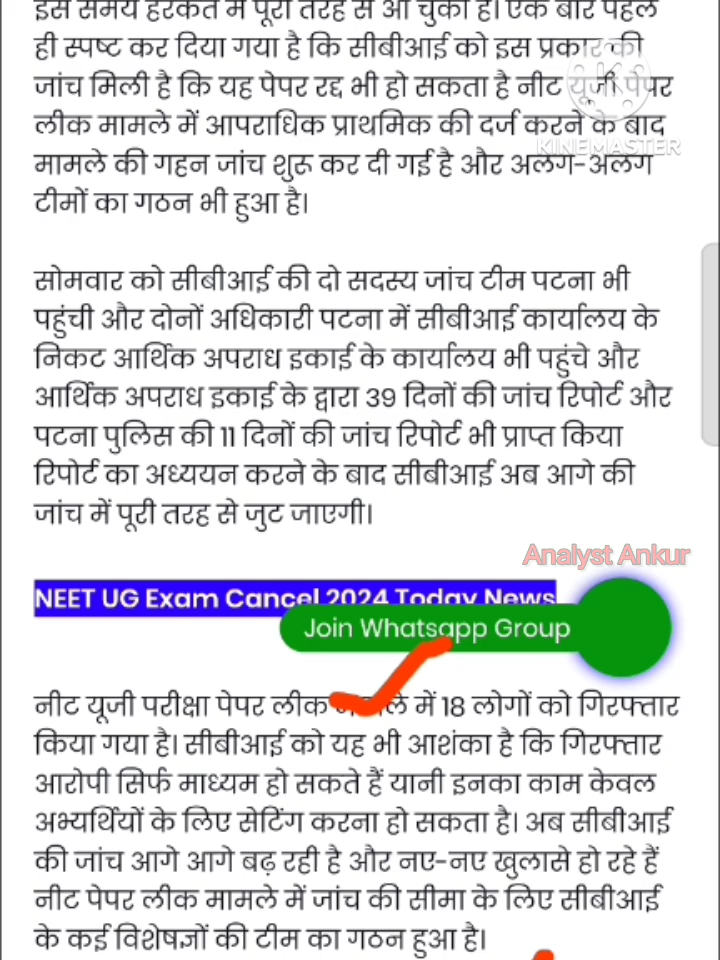 इस समय हरकत में पूरी तरह से आ चुकी है। एक बार पहले
ही स्पष्ट कर दिया गया है कि सीबीआई को इस प्रकार की
जांच मिली है कि यह पेपर रद्द भी हो सकता है नीट यूजी पेपर
लीक मामले में आपराधिक प्राथमिक की दर्ज करने के बाद
KINEMASTER
मामले की गहन जांच शुरू कर दी गई है और अलग-अलग
टीमों का गठन भी हुआ है।
सोमवार को सीबीआई की दो सदस्य जांच टीम पटना भी
पहुंची और दोनों अधिकारी पटना में सीबीआई कार्यालय के
निकट आर्थिक अपराध इकाई के कार्यालय भी पहुंचे और
आर्थिक अपराध इकाई के द्वारा 39 दिनों की जांच रिपोर्ट और
पटना पुलिस की 11 दिनों की जांच रिपोर्ट भी प्राप्त किया
रिपोर्ट का अध्ययन करने के बाद सीबीआई अब आगे की
जांच में पूरी तरह से जुट जाएगी।
Analyst Ankur
NEET UG Exam Cancel 2024 Today News
Join Whatsapp Group
नीट यूजी परीक्षा पेपर लीक में 18 लोगों को गिरफ्तार
किया गया है। सीबीआई को यह भी आशंका है कि गिरफ्तार
आरोपी सिर्फ माध्यम हो सकते हैं यानी इनका काम केवल
अभ्यर्थियों के लिए सेटिंग करना हो सकता है। अब सीबीआई
की जांच आगे आगे बढ़ रही है और नए-नए खुलासे हो रहे हैं
नीट पेपर लीक मामले में जांच की सीमा के लिए सीबीआई
के कई विशेषज्ञों की टीम का गठन हुआ है।